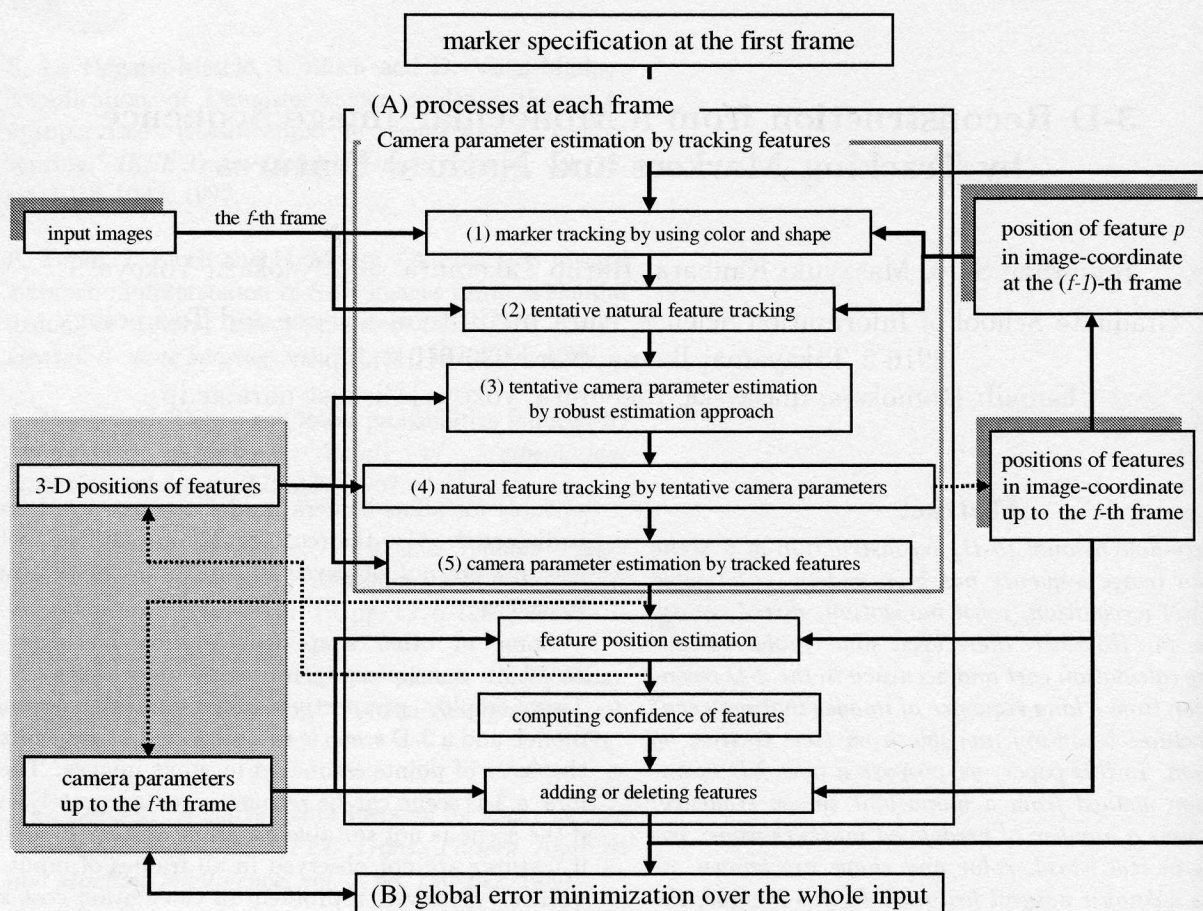 marker specification at the first frame
(A) processes at each frame
Camera parameter estimation by tracking features
the f-th frame
input images
(1) marker tracking by using color and shape
position of feature p
in image-coordinate
at the (f-1)-th frame
(2) tentative natural feature tracking
(3) tentative camera parameter estimation
by robust estimation approach
3-D positions of features
(4) natural feature tracking by tentative camera parameters
positions of features
in image-coordinate
up to the f-th frame
(5) camera parameter estimation by tracked features
feature position estimation
computing confidence of features
camera parameters
up to the f-th frame
adding or deleting features
(B) global error minimization over the whole input